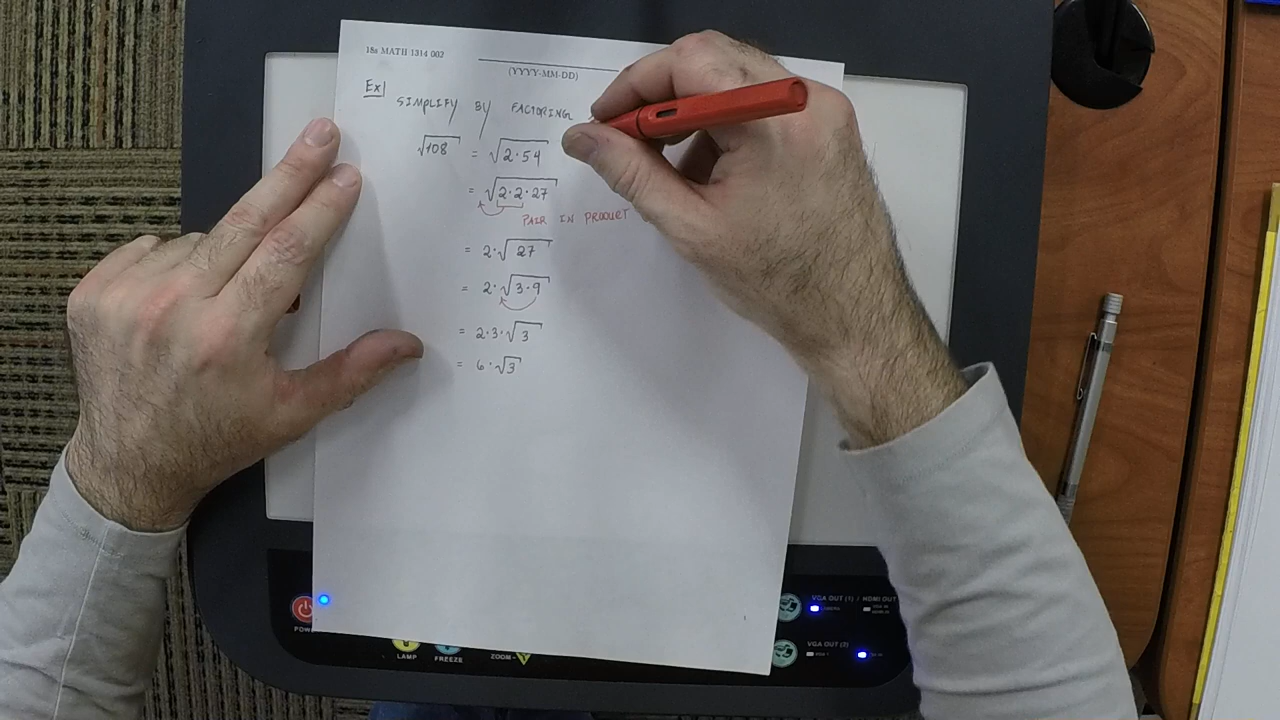 18s MATH 1314 002
(YYYY-MM-DD)
Ex
SIMPLIFY BY FACTORING
√108 = √2·54
= √2·2·27
PAIR IN PRODUCT
= 2·√27
= 2·√3·9
= 2·3·√3
= 6·√3
POW
LAMP
FREEZE
ZOOM
VGA OUT (1) / HDMI OUT
VGA OUT (2)